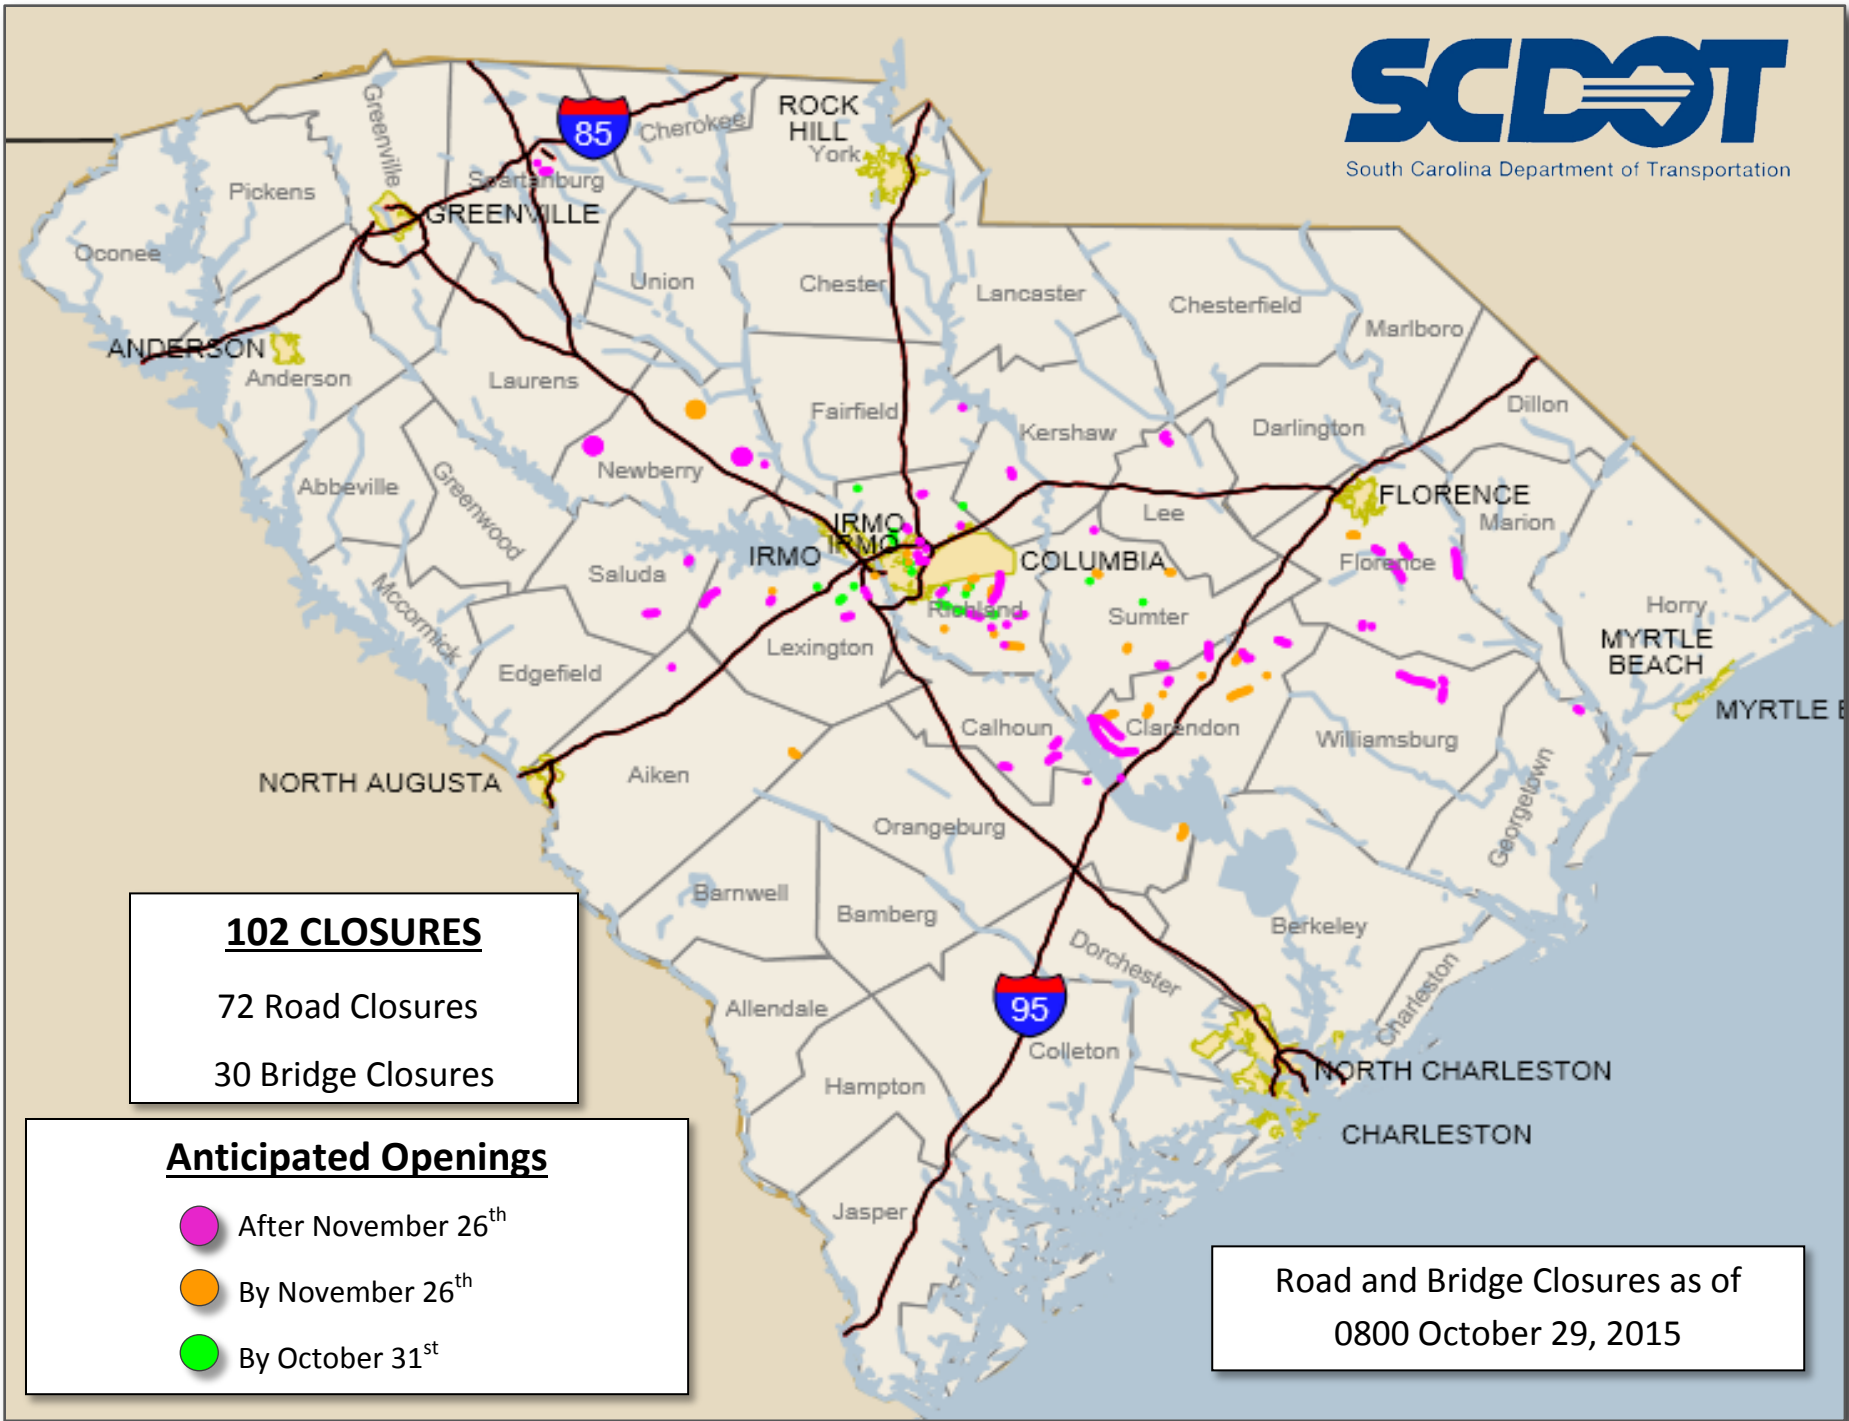 SCDOT
South Carolina Department of Transportation
85
Greenville
Cherokee
ROCK
HILL
York
Pickens
Spartanburg
GREENVILLE
Oconee
Union
Chester
Lancaster
Chesterfield
Marlboro
ANDERSON
Anderson
Laurens
Fairfield
Kershaw
Darlington
Dillon
Abbeville
Greenwood
Newberry
FLORENCE
Marion
Lee
IRMO
IRMO
IRMO
COLUMBIA
Florence
Saluda
Mccormick
Richland
Sumter
Horry
MYRTLE
BEACH
Edgefield
Lexington
Calhoun
Clarendon
Williamsburg
MYRTLE B
NORTH AUGUSTA
Aiken
Georgetown
Orangeburg
Barnwell
Bamberg
Berkeley
Dorchester
Charleston
Allendale
95
Colleton
Hampton
NORTH CHARLESTON
CHARLESTON
Jasper
102 CLOSURES
72 Road Closures
30 Bridge Closures
Anticipated Openings
After November 26th
By November 26th
By October 31st
Road and Bridge Closures as of
0800 October 29, 2015